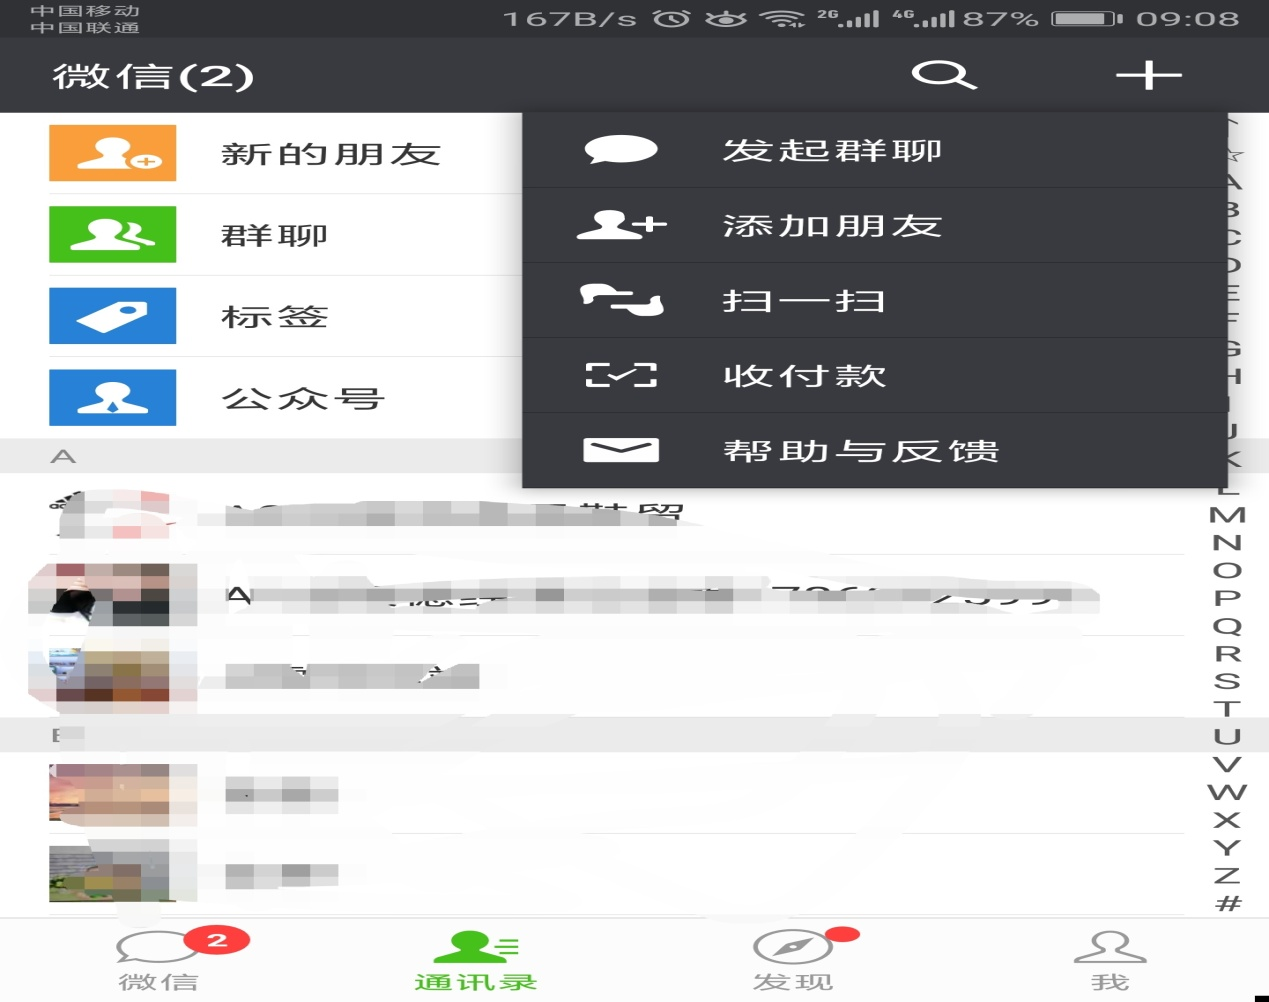 中国移动
中国联通
167B/s 2G 4G 87% 09:08
微信(2)
新的朋友
群聊
标签
公众号
发起群聊
添加朋友
扫一扫
收付款
帮助与反馈
A
A
↑
☆
A
B
C
D
E
F
G
H
I
J
K
L
M
N
O
P
Q
R
S
T
U
V
W
X
Y
Z
#
2
微信
通讯录
发现
我